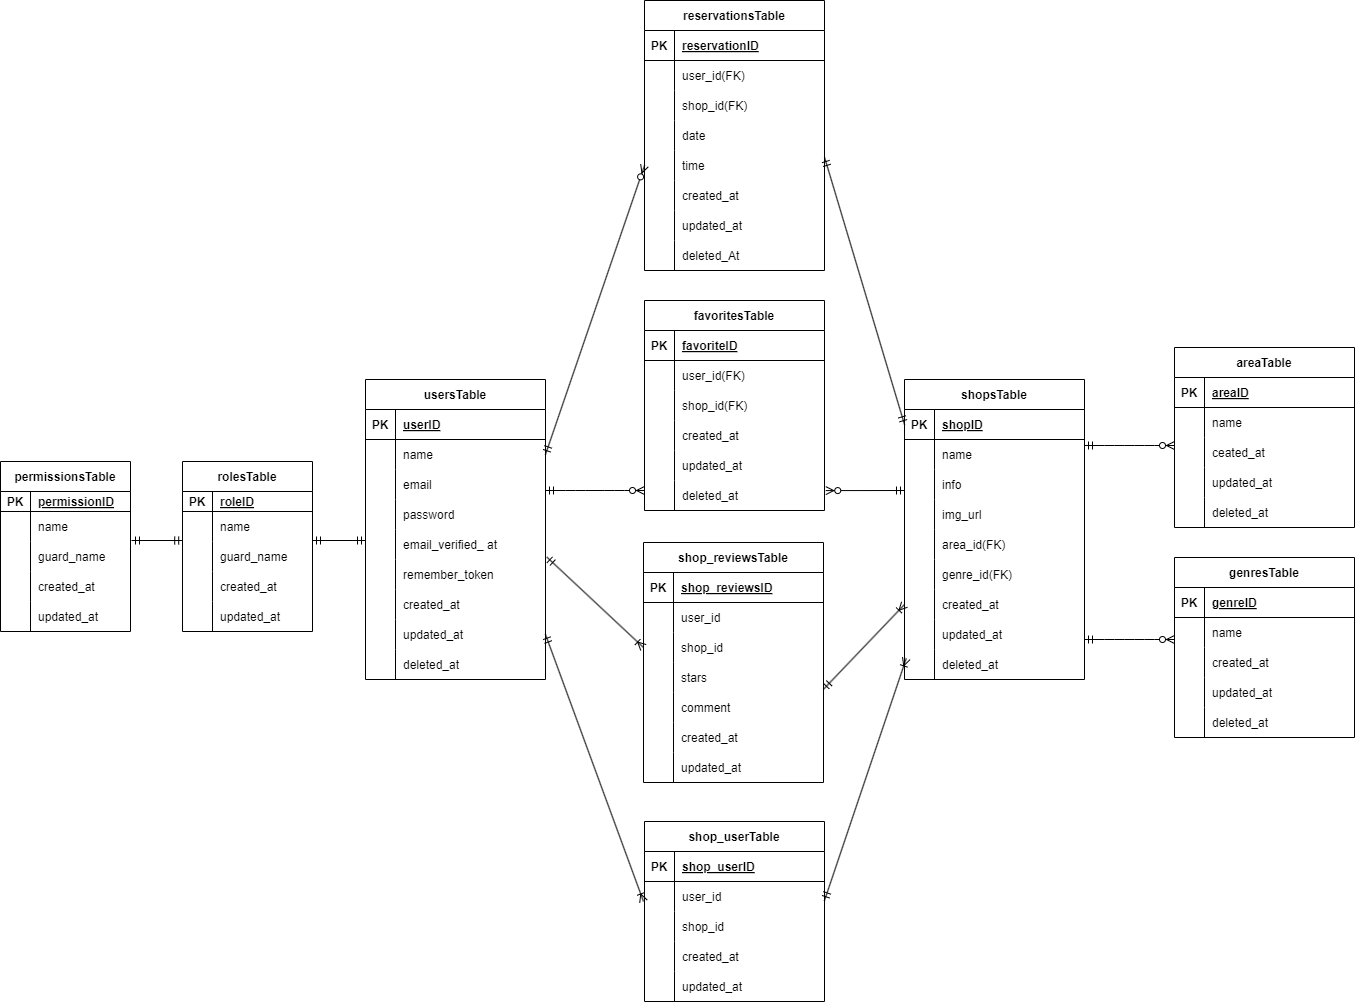 reservationsTable
PK reservationID
user_id(FK)
shop_id(FK)
date
time
created_at
updated_at
deleted_At
favoritesTable
PK favoriteID
user_id(FK)
shop_id(FK)
created_at
updated_at
deleted_at
permissionsTable
PK permissionID
name
guard_name
created_at
updated_at
rolesTable
PK roleID
name
guard_name
created_at
updated_at
usersTable
PK userID
name
email
password
email_verified_ at
remember_token
created_at
updated_at
deleted_at
shop_reviewsTable
PK shop_reviewsID
user_id
shop_id
stars
comment
created_at
updated_at
shop_userTable
PK shop_userID
user_id
shop_id
created_at
updated_at
shopsTable
PK shopID
name
info
img_url
area_id(FK)
genre_id(FK)
created_at
updated_at
deleted_at
areaTable
PK areaID
name
ceated_at
updated_at
deleted_at
genresTable
PK genreID
name
created_at
updated_at
deleted_at